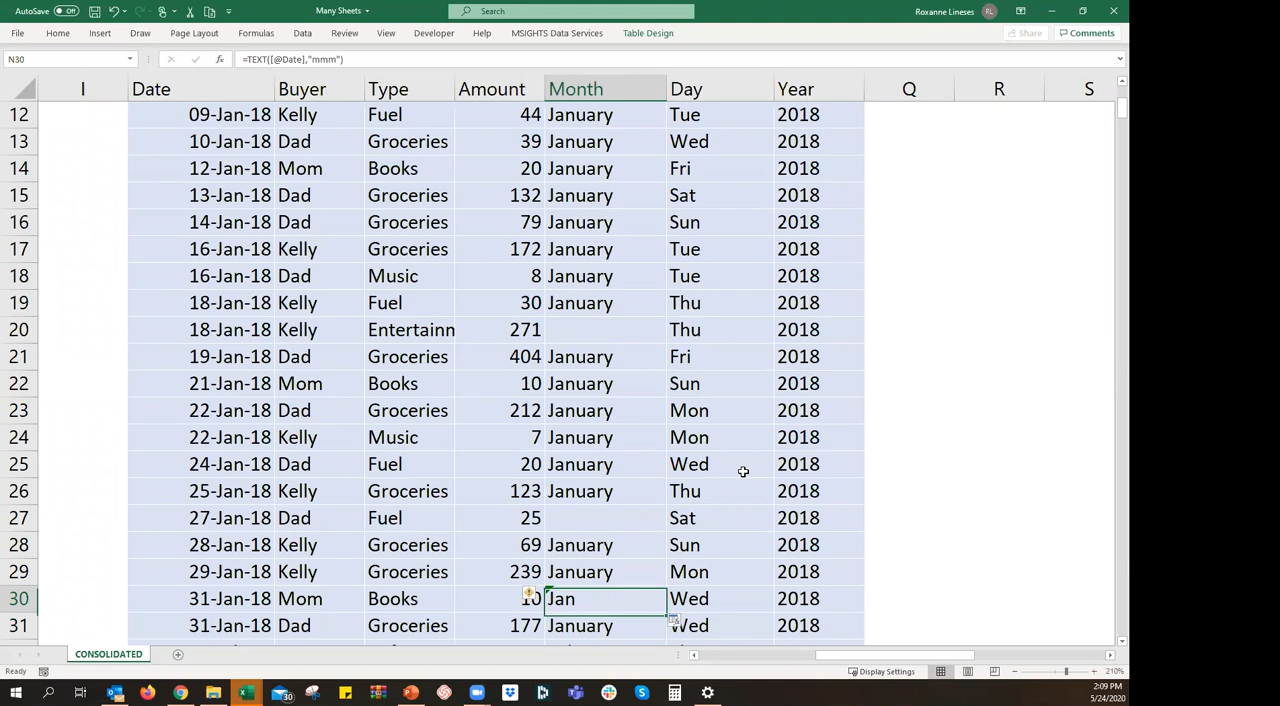 AutoSave Off Many Sheets Search Roxanne Lineses RL
File Home Insert Draw Page Layout Formulas Data Review View Developer Help MSIGHTS Data Services Table Design Share Comments
N30 fx =TEXT([@Date],"mmm")
I Date Buyer Type Amount Month Day Year Q R S
12 09-Jan-18 Kelly Fuel 44 January Tue 2018
13 10-Jan-18 Dad Groceries 39 January Wed 2018
14 12-Jan-18 Mom Books 20 January Fri 2018
15 13-Jan-18 Dad Groceries 132 January Sat 2018
16 14-Jan-18 Dad Groceries 79 January Sun 2018
17 16-Jan-18 Kelly Groceries 172 January Tue 2018
18 16-Jan-18 Dad Music 8 January Tue 2018
19 18-Jan-18 Kelly Fuel 30 January Thu 2018
20 18-Jan-18 Kelly Entertainn 271 Thu 2018
21 19-Jan-18 Dad Groceries 404 January Fri 2018
22 21-Jan-18 Mom Books 10 January Sun 2018
23 22-Jan-18 Dad Groceries 212 January Mon 2018
24 22-Jan-18 Kelly Music 7 January Mon 2018
25 24-Jan-18 Dad Fuel 20 January Wed 2018
26 25-Jan-18 Kelly Groceries 123 January Thu 2018
27 27-Jan-18 Dad Fuel 25 Sat 2018
28 28-Jan-18 Kelly Groceries 69 January Sun 2018
29 29-Jan-18 Kelly Groceries 239 January Mon 2018
30 31-Jan-18 Mom Books 10 Jan Wed 2018
31 31-Jan-18 Dad Groceries 177 January Wed 2018
CONSOLIDATED
Ready Display Settings 210%
30 2:09 PM
5/24/2020